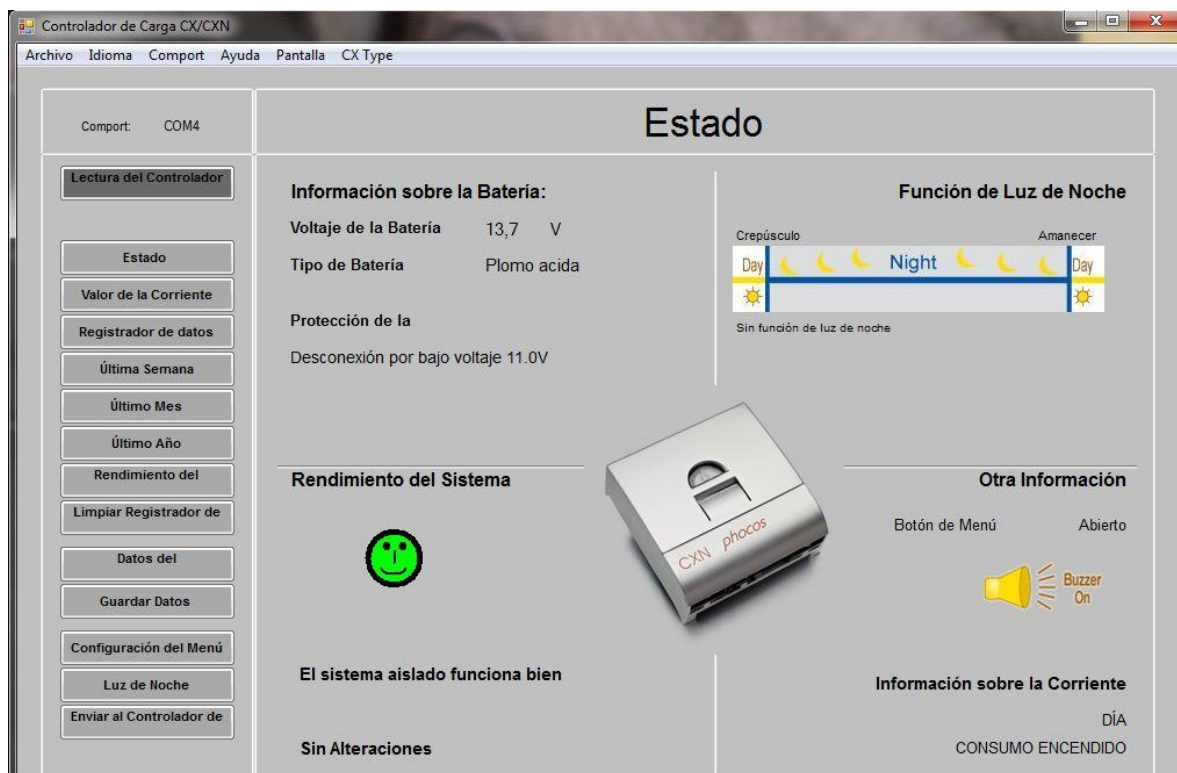 Controlador de Carga CX/CXN
Archivo Idioma Comport Ayuda Pantalla CX Type
Comport: COM4
Estado
Lectura del Controlador
Estado
Valor de la Corriente
Registrador de datos
Última Semana
Último Mes
Último Año
Rendimiento del
Limpiar Registrador de
Datos del
Guardar Datos
Configuración del Menú
Luz de Noche
Enviar al Controlador de
Información sobre la Batería:
Voltaje de la Batería 13,7 V
Tipo de Batería Plomo acida
Protección de la
Desconexión por bajo voltaje 11.0V
Función de Luz de Noche
Crepúsculo Amanecer
Day Night Day
Sin función de luz de noche
Rendimiento del Sistema
CXN phocos
Otra Información
Botón de Menú Abierto
Buzzer
On
El sistema aislado funciona bien
Sin Alteraciones
Información sobre la Corriente
DÍA
CONSUMO ENCENDIDO